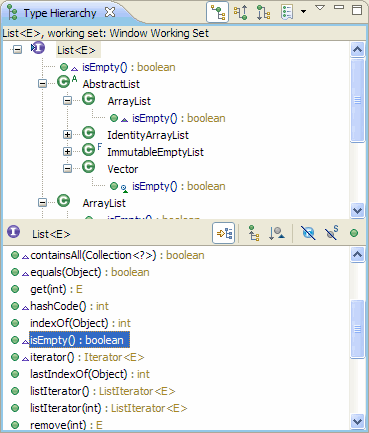 Type Hierarchy
List<E>, working set: Window Working Set
List<E>
isEmpty() : boolean
A AbstractList
ArrayList
isEmpty() : boolean
IdentityArrayList
F ImmutableEmptyList
Vector
isEmpty() : boolean
ArrayList
isEmpty() : boolean
List<E>
containsAll(Collection<?>) : boolean
equals(Object) : boolean
get(int) : E
hashCode() : int
indexOf(Object) : int
isEmpty() : boolean
iterator() : Iterator<E>
lastIndexOf(Object) : int
listIterator() : ListIterator<E>
listIterator(int) : ListIterator<E>
remove(int) : E